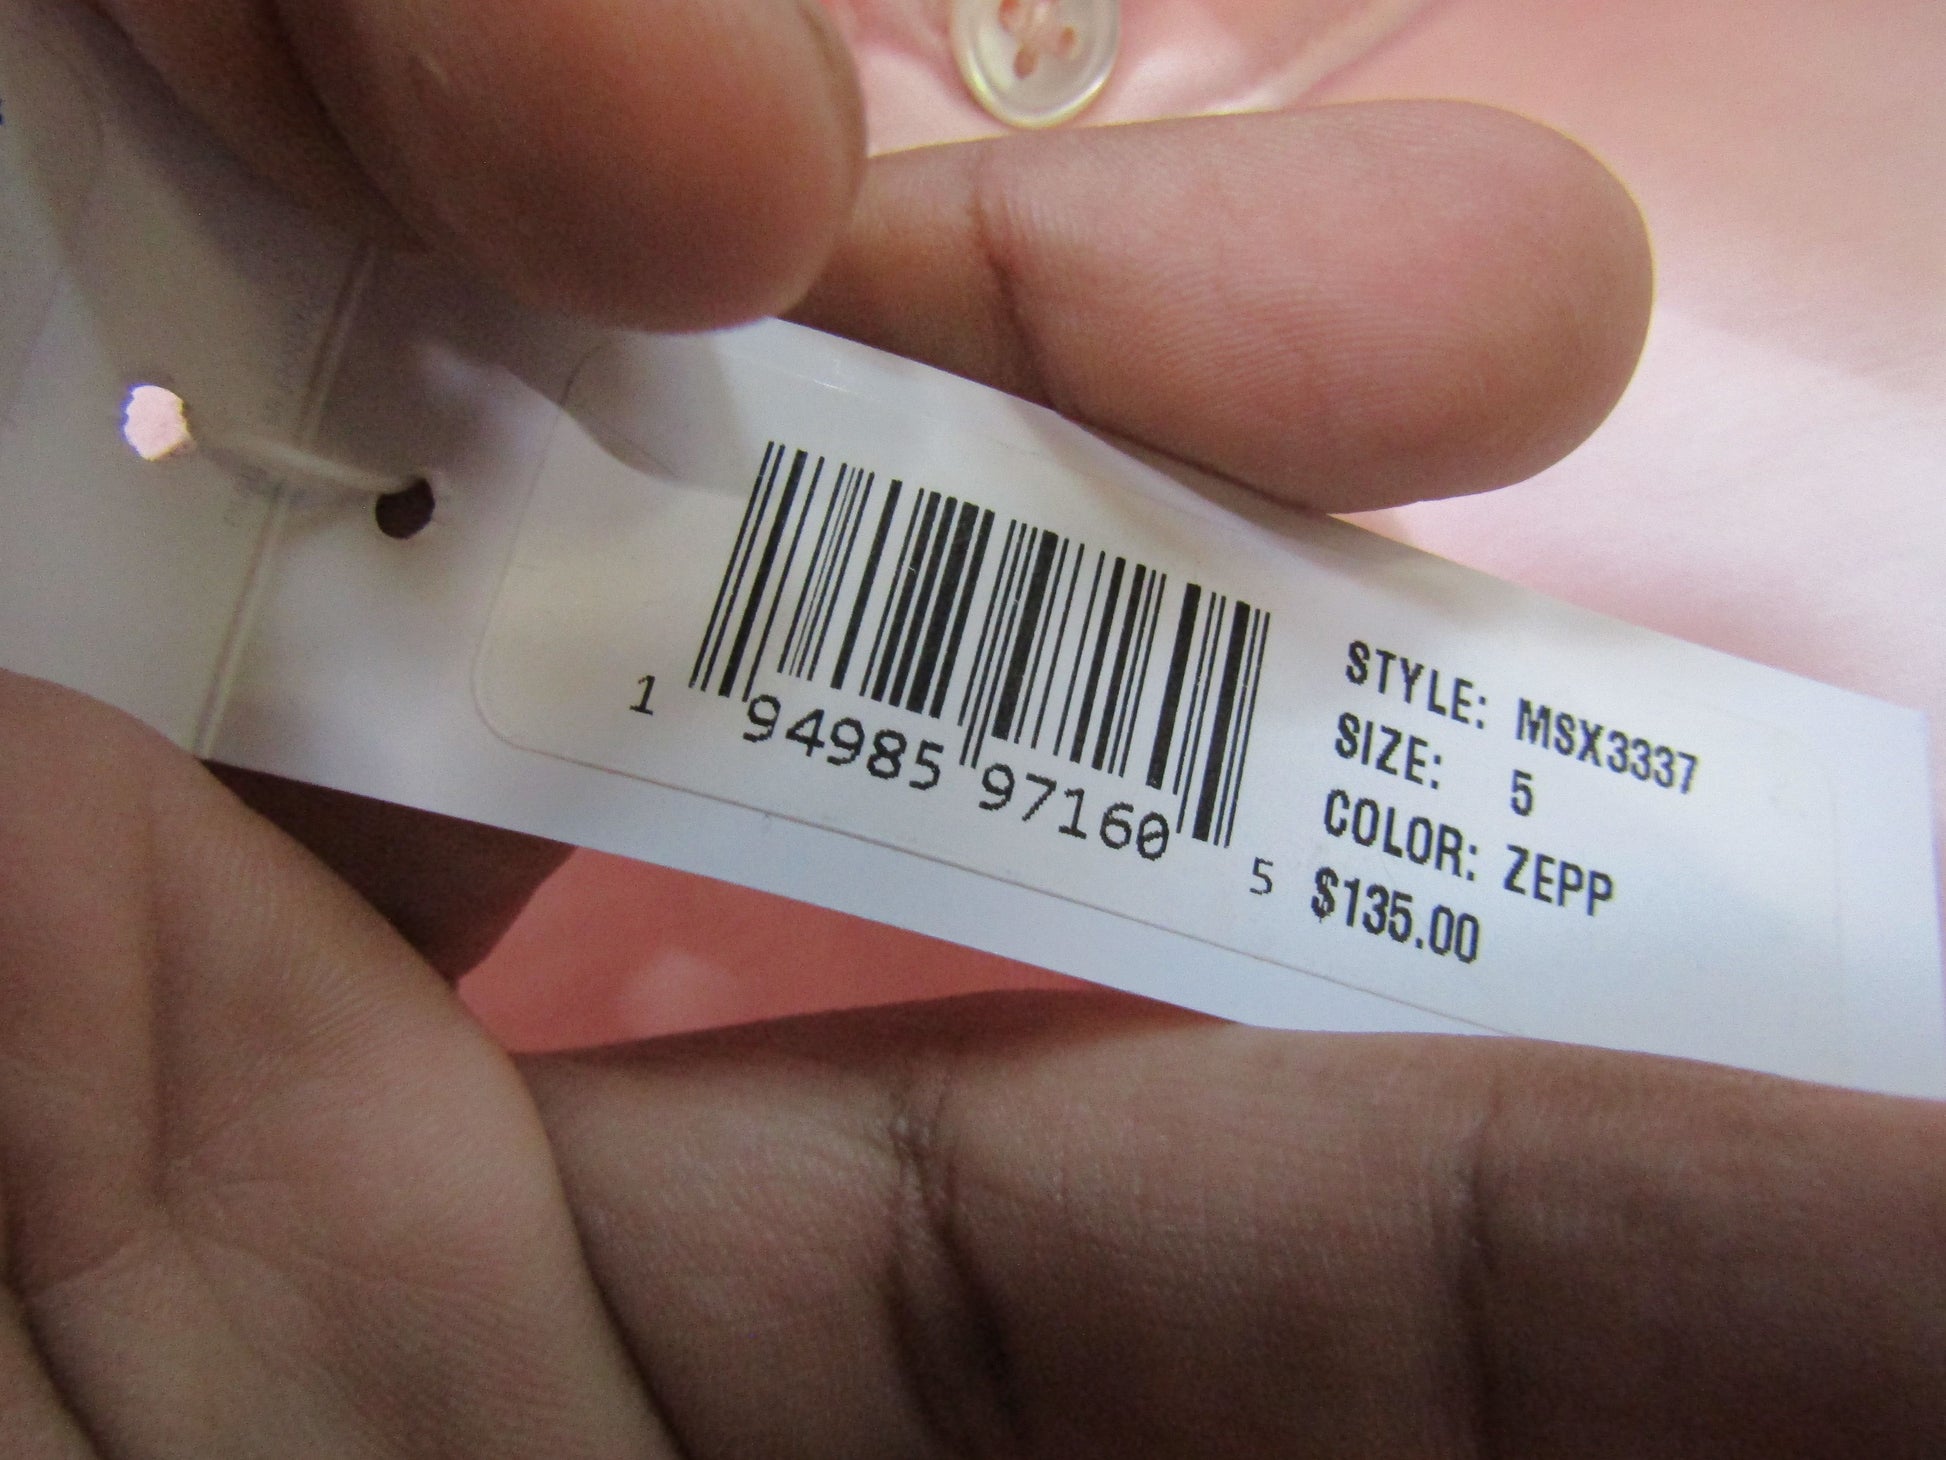 1 94985 97160 5
STYLE: MSX3337
SIZE: 5
COLOR: ZEPP
$135.00